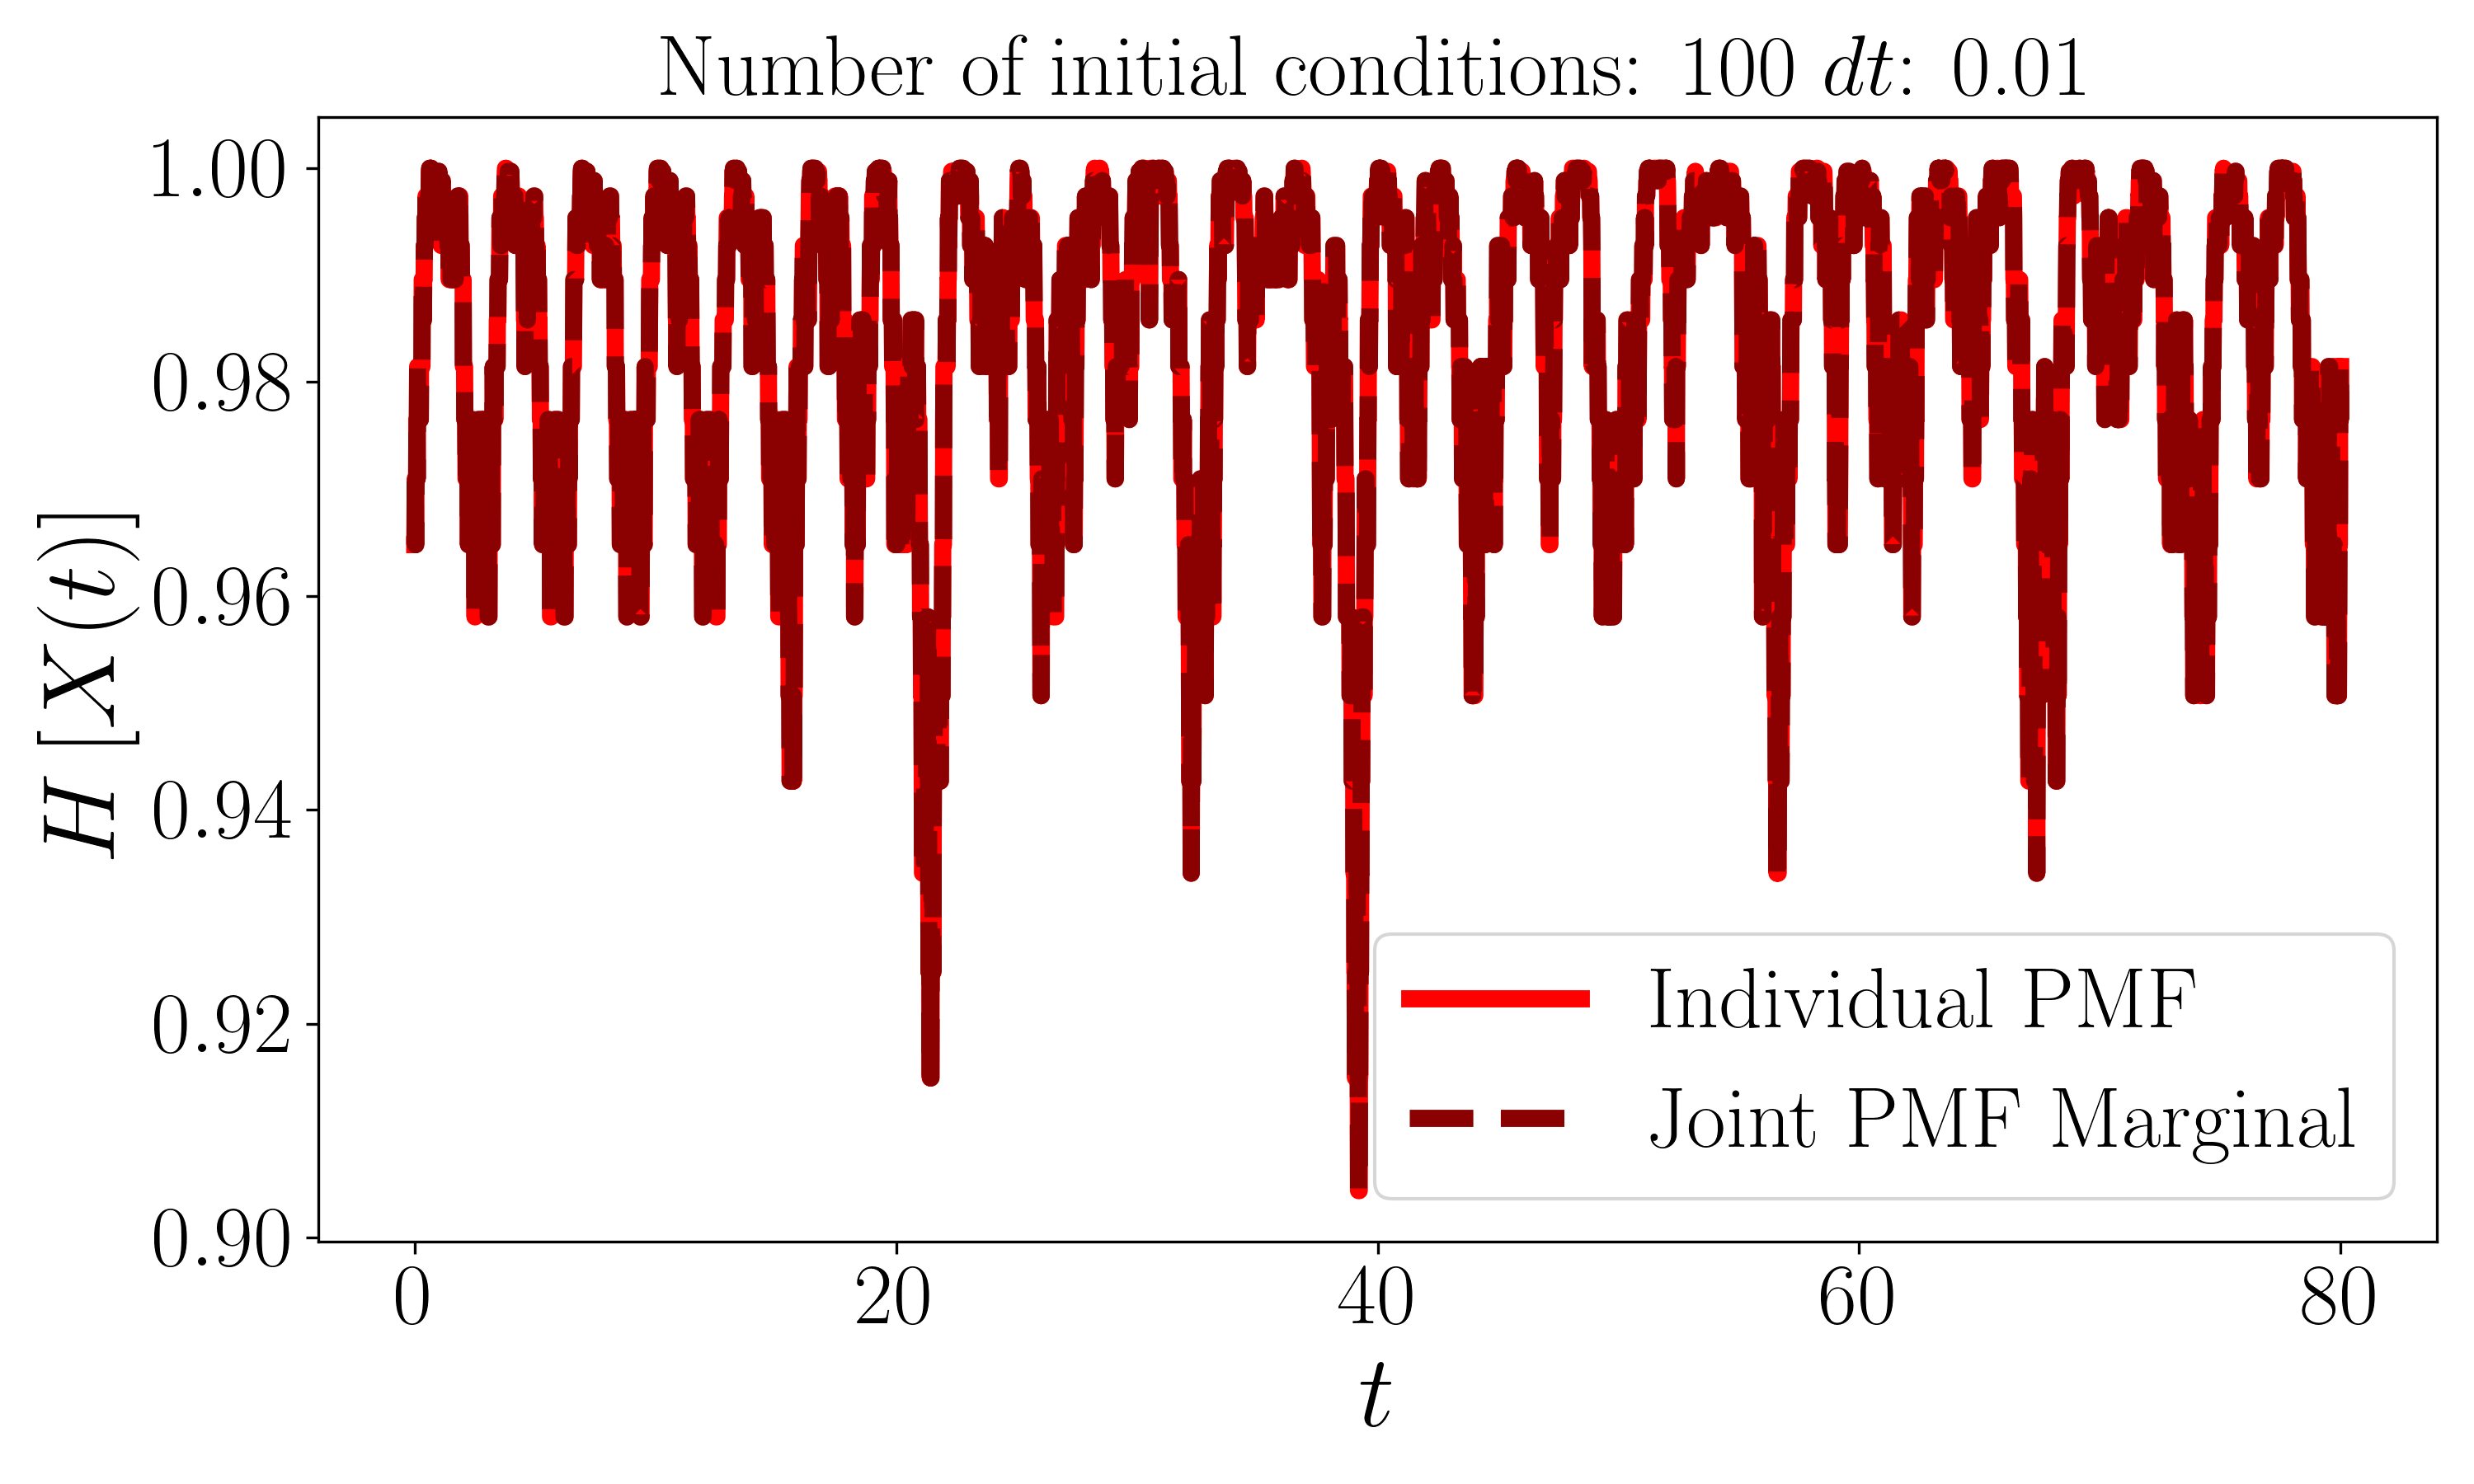 Number of initial conditions: 100 dt: 0.01
H [X(t)]
1.00
0.98
0.96
0.94
0.92
0.90
Individual PMF
Joint PMF Marginal
0 20 40 60 80
t